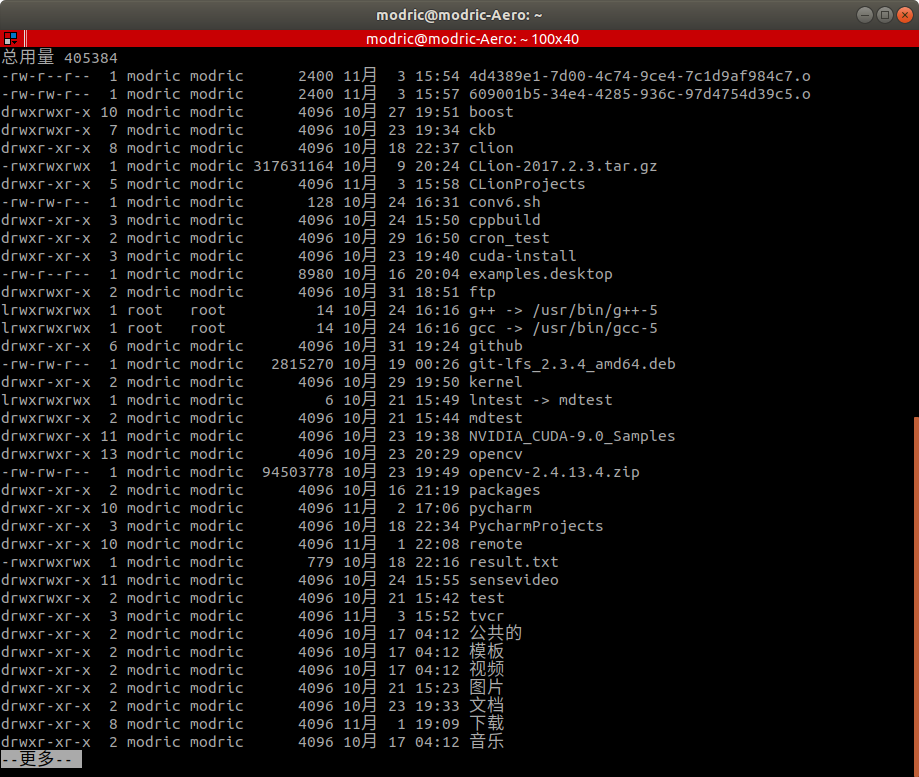 modric@modric-Aero: ~
modric@modric-Aero: ~ 100x40
总用量 405384
-rw-r--r--  1 modric modric      2400 11月  3 15:54 4d4389e1-7d00-4c74-9ce4-7c1d9af984c7.o
-rw-rw-r--  1 modric modric      2400 11月  3 15:57 609001b5-34e4-4285-936c-97d4754d39c5.o
drwxrwxr-x 10 modric modric      4096 10月 27 19:51 boost
drwxrwxr-x  7 modric modric      4096 10月 23 19:34 ckb
drwxrwxr-x  8 modric modric      4096 10月 18 22:37 clion
-rwxrwxrwx  1 modric modric 317631164 10月  9 20:24 CLion-2017.2.3.tar.gz
drwxr-xr-x  5 modric modric      4096 11月  3 15:58 CLionProjects
-rw-rw-r--  1 modric modric       128 10月 24 16:31 conv6.sh
drwxr-xr-x  3 modric modric      4096 10月 24 15:50 cppbuild
drwxr-xr-x  2 modric modric      4096 10月 29 16:50 cron_test
drwxr-xr-x  3 modric modric      4096 10月 23 19:40 cuda-install
-rw-r--r--  1 modric modric      8980 10月 16 20:04 examples.desktop
drwxrwxr-x  2 modric modric      4096 10月 31 18:51 ftp
lrwxrwxrwx  1 root   root          14 10月 24 16:16 g++ -> /usr/bin/g++-5
lrwxrwxrwx  1 root   root          14 10月 24 16:16 gcc -> /usr/bin/gcc-5
drwxr-xr-x  6 modric modric      4096 10月 31 19:24 github
-rw-rw-r--  1 modric modric   2815270 10月 19 00:26 git-lfs_2.3.4_amd64.deb
drwxr-xr-x  2 modric modric      4096 10月 29 19:50 kernel
lrwxrwxrwx  1 modric modric         6 10月 21 15:49 lntest -> mdtest
drwxrwxr-x  2 modric modric      4096 10月 21 15:44 mdtest
drwxrwxr-x 11 modric modric      4096 10月 23 19:38 NVIDIA_CUDA-9.0_Samples
drwxrwxr-x 13 modric modric      4096 10月 23 20:29 opencv
-rw-rw-r--  1 modric modric  94503778 10月 23 19:49 opencv-2.4.13.4.zip
drwxr-xr-x  2 modric modric      4096 10月 16 21:19 packages
drwxrwxr-x 10 modric modric      4096 11月  2 17:06 pycharm
drwxrwxr-x  3 modric modric      4096 10月 18 22:34 PycharmProjects
drwxr-xr-x 10 modric modric      4096 11月  1 22:08 remote
-rwxrwxrwx  1 modric modric       779 10月 18 22:16 result.txt
drwxr-xr-x 11 modric modric      4096 10月 24 15:55 sensevideo
drwxrwxr-x  2 modric modric      4096 10月 21 15:42 test
drwxr-xr-x  3 modric modric      4096 11月  3 15:52 tvcr
drwxr-xr-x  2 modric modric      4096 10月 17 04:12 公共的
drwxr-xr-x  2 modric modric      4096 10月 17 04:12 模板
drwxr-xr-x  2 modric modric      4096 10月 17 04:12 视频
drwxr-xr-x  2 modric modric      4096 10月 21 15:23 图片
drwxr-xr-x  2 modric modric      4096 10月 23 19:33 文档
drwxr-xr-x  8 modric modric      4096 11月  1 19:09 下载
drwxr-xr-x  2 modric modric      4096 10月 17 04:12 音乐
--更多--